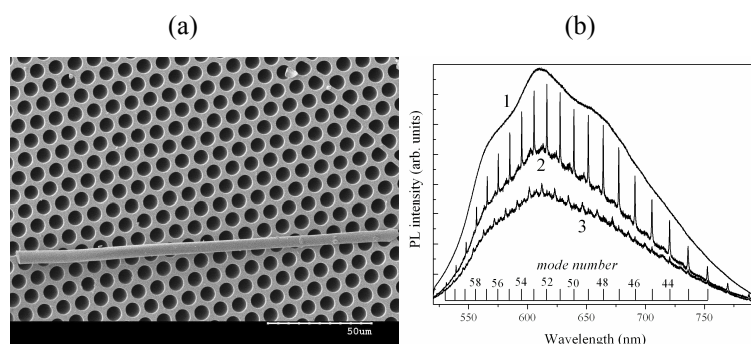 (a)
(b)
50um
PL intensity (arb. units)
1
2
3
mode number
58 56 54 52 50 48 46 44
550 600 650 700 750
Wavelength (nm)